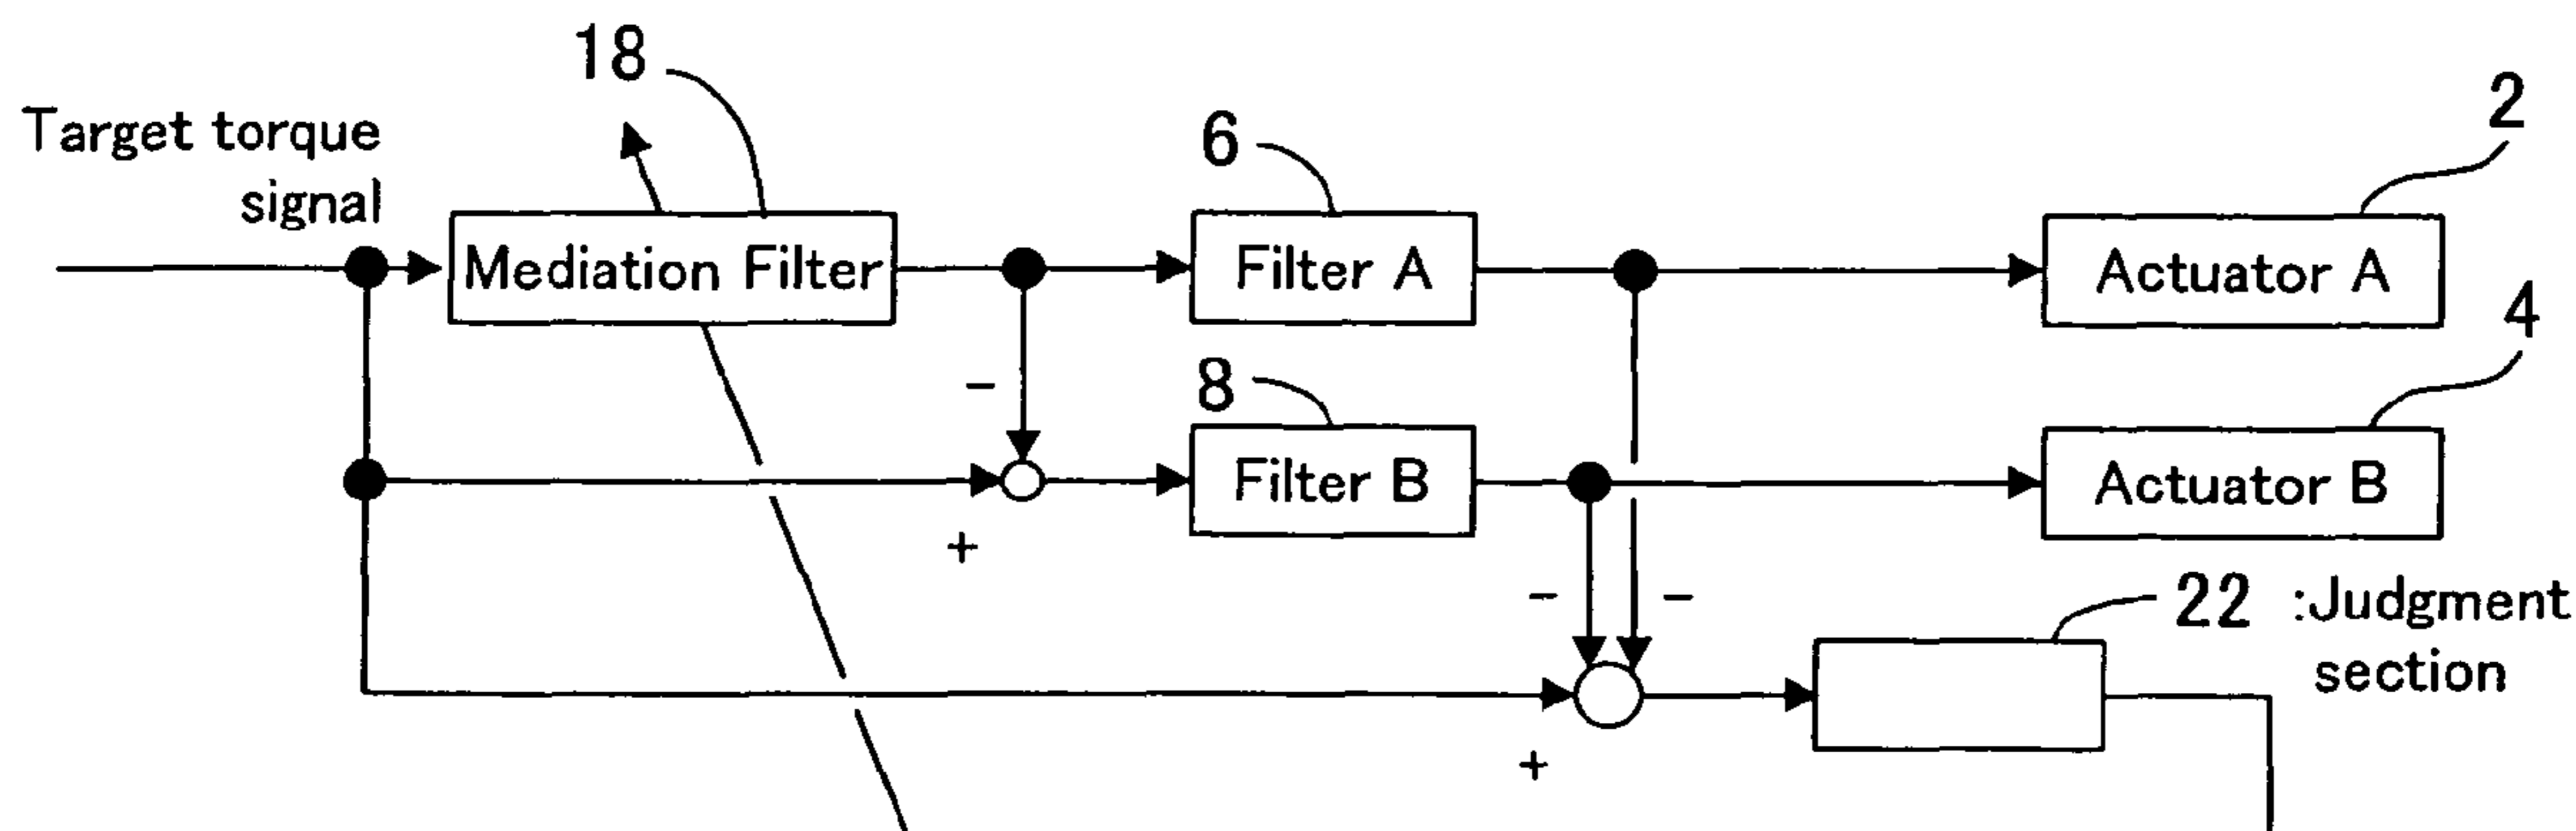 18
2
Target torque
signal
6
Mediation Filter
Filter A
Actuator A
4
-
8
Filter B
Actuator B
+
-
-
22 :Judgment
section
+